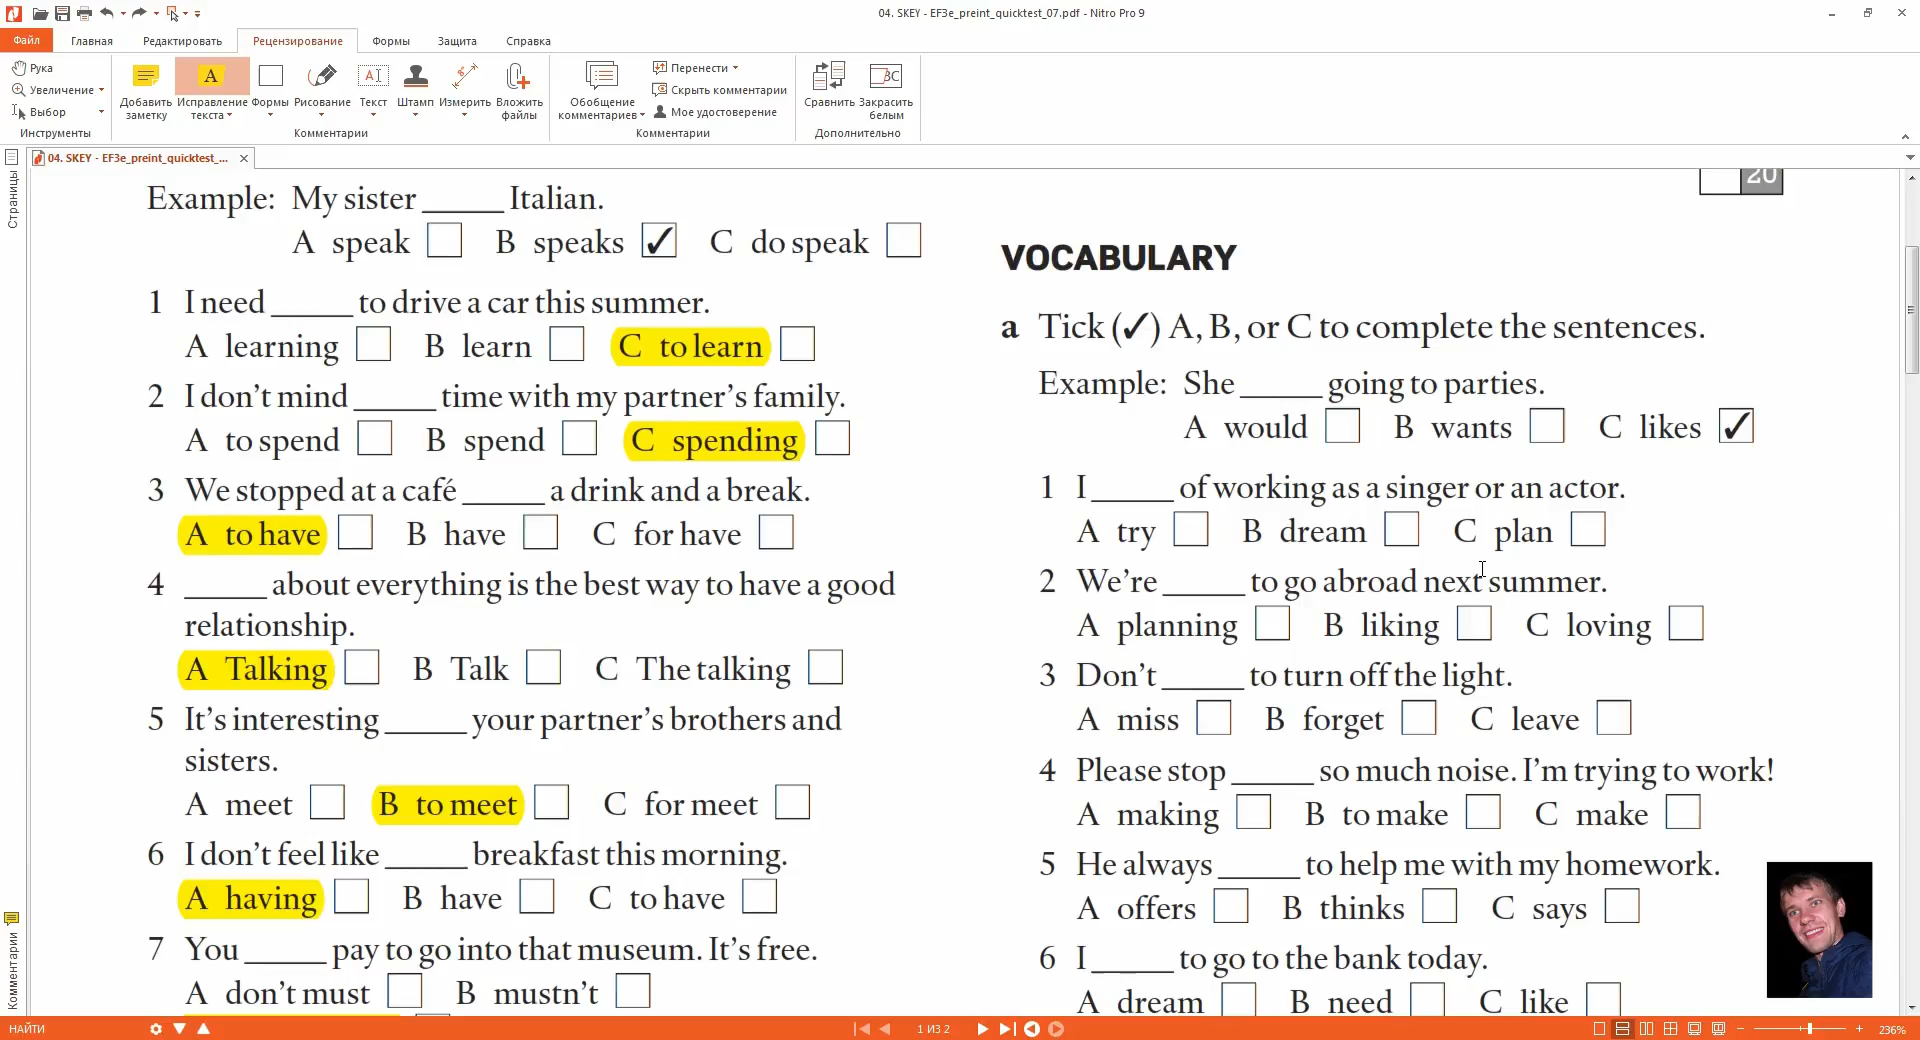 04. SKEY - EF3e_preint_quicktest_07.pdf - Nitro Pro 9
Файл
Главная
Редактировать
Рецензирование
Формы
Защита
Справка
Рука
Увеличение
Выбор
Инструменты
Добавить заметку
Исправление текста
Формы
Рисование
Текст
Штамп
Измерить
Вложить файлы
Комментарии
Обобщение комментариев
Перенести
Скрыть комментарии
Мое удостоверение
Комментарии
Сравнить
Закрасить белым
Дополнительно
04. SKEY - EF3e_preint_quicktest_...
Страницы
Комментарии
Example: My sister _____ Italian.
A speak B speaks ✓ C do speak
1 I need _____ to drive a car this summer.
A learning B learn C to learn
2 I don't mind _____ time with my partner's family.
A to spend B spend C spending
3 We stopped at a café _____ a drink and a break.
A to have B have C for have
4 _____ about everything is the best way to have a good
relationship.
A Talking B Talk C The talking
5 It's interesting _____ your partner's brothers and
sisters.
A meet B to meet C for meet
6 I don't feel like _____ breakfast this morning.
A having B have C to have
7 You _____ pay to go into that museum. It's free.
A don't must B mustn't
20
VOCABULARY
a Tick (✓) A, B, or C to complete the sentences.
Example: She _____ going to parties.
A would B wants C likes ✓
1 I _____ of working as a singer or an actor.
A try B dream C plan
2 We're _____ to go abroad next summer.
A planning B liking C loving
3 Don't _____ to turn off the light.
A miss B forget C leave
4 Please stop _____ so much noise. I'm trying to work!
A making B to make C make
5 He always _____ to help me with my homework.
A offers B thinks C says
6 I _____ to go to the bank today.
A dream B need C like
НАЙТИ
1 ИЗ 2
236%